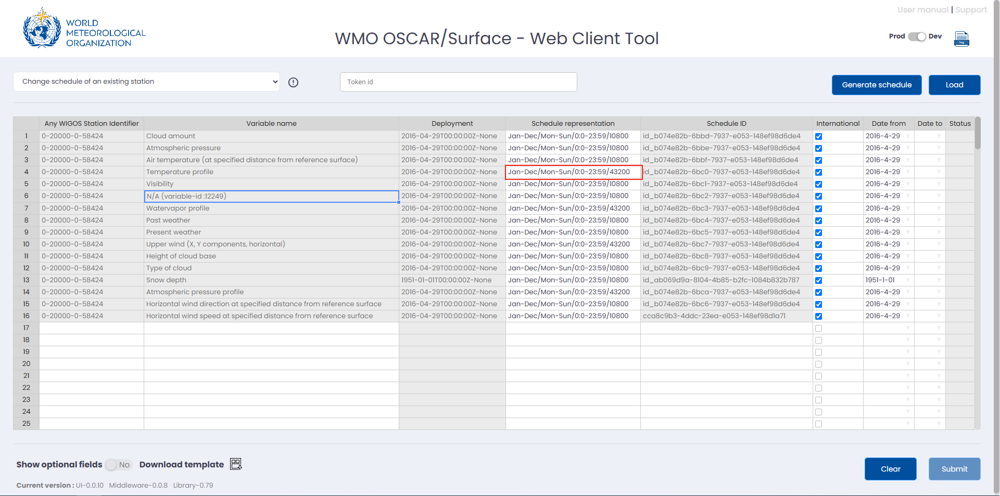 User manual | Support
WORLD
METEOROLOGICAL
ORGANIZATION
WMO OSCAR/Surface - Web Client Tool
Prod Dev
log
Change schedule of an existing station
Token id
Generate schedule Load
Any WIGOS Station Identifier Variable name Deployment Schedule representation Schedule ID International Date from Date to Status
1 0-20000-0-58424 Cloud amount 2016-04-29T00:00:00Z-None Jan-Dec/Mon-Sun/0:0-23:59/10800 id_b074e82b-6bbd-7937-e053-148ef98d6de4 2016-4-29
2 0-20000-0-58424 Atmospheric pressure 2016-04-29T00:00:00Z-None Jan-Dec/Mon-Sun/0:0-23:59/10800 id_b074e82b-6bbe-7937-e053-148ef98d6de4 2016-4-29
3 0-20000-0-58424 Air temperature (at specified distance from reference surface) 2016-04-29T00:00:00Z-None Jan-Dec/Mon-Sun/0:0-23:59/10800 id_b074e82b-6bbf-7937-e053-148ef98d6de4 2016-4-29
4 0-20000-0-58424 Temperature profile 2016-04-29T00:00:00Z-None Jan-Dec/Mon-Sun/0:0-23:59/43200 id_b074e82b-6bc0-7937-e053-148ef98d6de4 2016-4-29
5 0-20000-0-58424 Visibility 2016-04-29T00:00:00Z-None Jan-Dec/Mon-Sun/0:0-23:59/10800 id_b074e82b-6bc1-7937-e053-148ef98d6de4 2016-4-29
6 0-20000-0-58424 N/A (variable-id :12249) 2016-04-29T00:00:00Z-None Jan-Dec/Mon-Sun/0:0-23:59/10800 id_b074e82b-6bc2-7937-e053-148ef98d6de4 2016-4-29
7 0-20000-0-58424 Watervapor profile 2016-04-29T00:00:00Z-None Jan-Dec/Mon-Sun/0:0-23:59/43200 id_b074e82b-6bc3-7937-e053-148ef98d6de4 2016-4-29
8 0-20000-0-58424 Past weather 2016-04-29T00:00:00Z-None Jan-Dec/Mon-Sun/0:0-23:59/10800 id_b074e82b-6bc4-7937-e053-148ef98d6de4 2016-4-29
9 0-20000-0-58424 Present weather 2016-04-29T00:00:00Z-None Jan-Dec/Mon-Sun/0:0-23:59/10800 id_b074e82b-6bc5-7937-e053-148ef98d6de4 2016-4-29
10 0-20000-0-58424 Upper wind (X, Y components, horizontal) 2016-04-29T00:00:00Z-None Jan-Dec/Mon-Sun/0:0-23:59/43200 id_b074e82b-6bc7-7937-e053-148ef98d6de4 2016-4-29
11 0-20000-0-58424 Height of cloud base 2016-04-29T00:00:00Z-None Jan-Dec/Mon-Sun/0:0-23:59/10800 id_b074e82b-6bc8-7937-e053-148ef98d6de4 2016-4-29
12 0-20000-0-58424 Type of cloud 2016-04-29T00:00:00Z-None Jan-Dec/Mon-Sun/0:0-23:59/10800 id_b074e82b-6bc9-7937-e053-148ef98d6de4 2016-4-29
13 0-20000-0-58424 Snow depth 1951-01-01T00:00:00Z-None Jan-Dec/Mon-Sun/0:0-23:59/10800 id_ab069d9a-8104-4b85-b2fc-1084b832b787 1951-1-01
14 0-20000-0-58424 Atmospheric pressure profile 2016-04-29T00:00:00Z-None Jan-Dec/Mon-Sun/0:0-23:59/43200 id_b074e82b-6bca-7937-e053-148ef98d6de4 2016-4-29
15 0-20000-0-58424 Horizontal wind direction at specified distance from reference surface 2016-04-29T00:00:00Z-None Jan-Dec/Mon-Sun/0:0-23:59/10800 id_b074e82b-6bc6-7937-e053-148ef98d6de4 2016-4-29
16 0-20000-0-58424 Horizontal wind speed at specified distance from reference surface 2016-04-29T00:00:00Z-None Jan-Dec/Mon-Sun/0:0-23:59/10800 cca8c9b3-4ddc-23ea-e053-148ef98d1a71 2016-4-29
17
18
19
20
21
22
23
24
25
Show optional fields No Download template
Clear Submit
Current version : UI-0.0.10 Middleware-0.0.8 Library-0.79